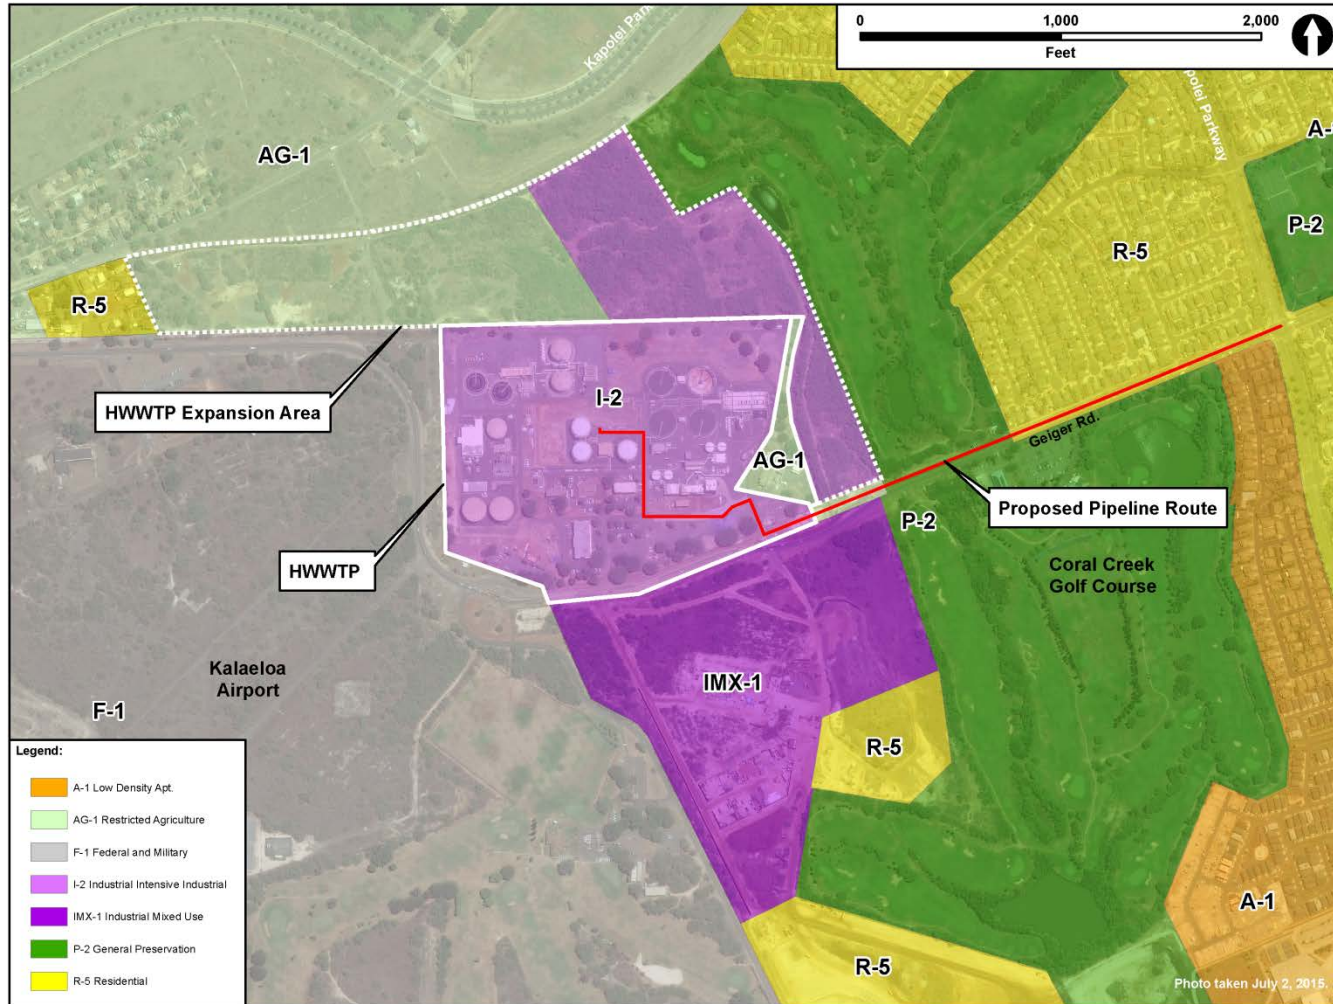 0 1,000 2,000
Feet
Kapolei Park
AG-1
polei Parkway
A-
P-2
R-5
R-5
HWWTP Expansion Area
I-2
AG-1
Geiger Rd.
Proposed Pipeline Route
P-2
HWWTP
Coral Creek
Golf Course
Kalaeloa
Airport
IMX-1
F-1
R-5
A-1
R-5
Legend:
A-1 Low Density Apt.
AG-1 Restricted Agriculture
F-1 Federal and Military
I-2 Industrial Intensive Industrial
IMX-1 Industrial Mixed Use
P-2 General Preservation
R-5 Residential
Photo taken July 2, 2015.